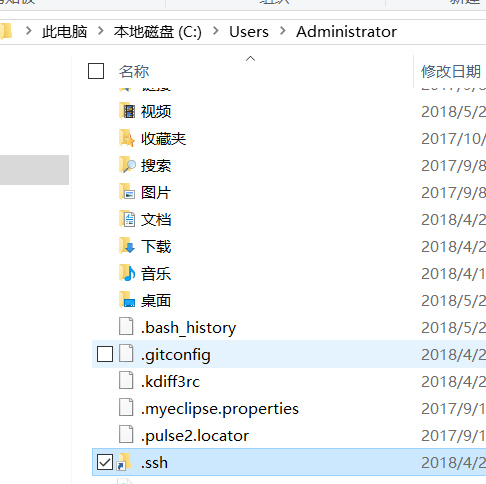 此电脑 > 本地磁盘 (C:) > Users > Administrator
名称 修改日期
视频 2018/5/2
收藏夹 2017/10/
搜索 2017/9/8
图片 2017/9/8
文档 2018/4/2
下载 2018/4/2
音乐 2018/4/1
桌面 2018/5/2
.bash_history 2018/5/2
.gitconfig 2018/4/2
.kdiff3rc 2018/4/2
.myeclipse.properties 2017/9/1
.pulse2.locator 2017/9/1
.ssh 2018/4/2